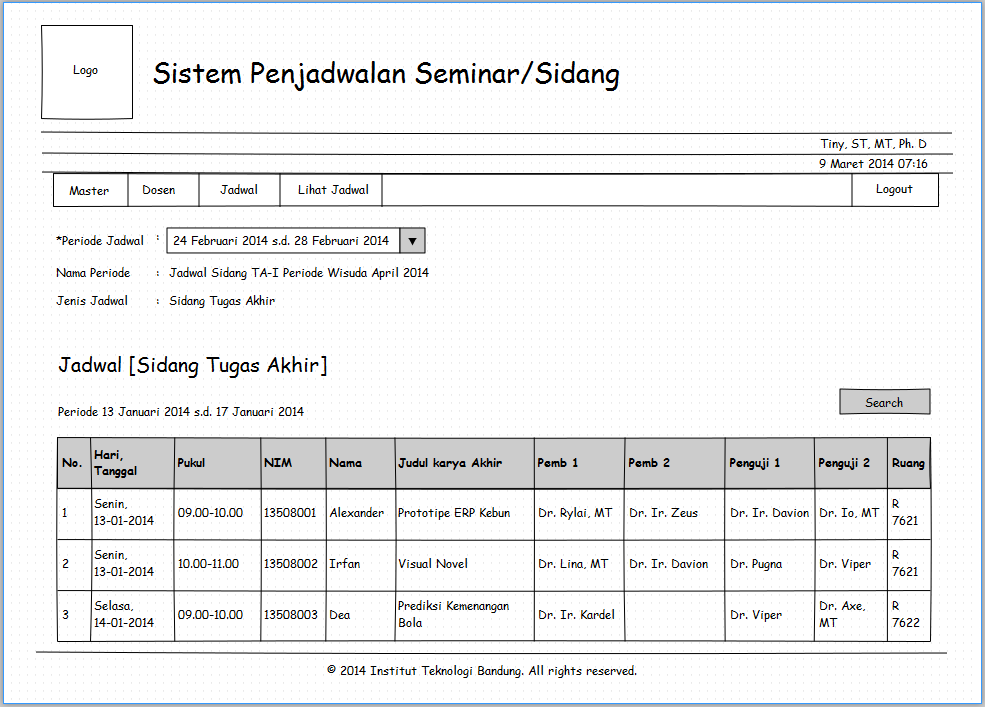 Logo
Sistem Penjadwalan Seminar/Sidang
Tiny, ST, MT, Ph. D
9 Maret 2014 07:16
Master Dosen Jadwal Lihat Jadwal Logout
*Periode Jadwal : 24 Februari 2014 s.d. 28 Februari 2014 ▼
Nama Periode : Jadwal Sidang TA-I Periode Wisuda April 2014
Jenis Jadwal : Sidang Tugas Akhir
Jadwal [Sidang Tugas Akhir]
Search
Periode 13 Januari 2014 s.d. 17 Januari 2014
No. Hari, Tanggal Pukul NIM Nama Judul karya Akhir Pemb 1 Pemb 2 Penguji 1 Penguji 2 Ruang
1 Senin, 13-01-2014 09.00-10.00 13508001 Alexander Prototipe ERP Kebun Dr. Rylai, MT Dr. Ir. Zeus Dr. Ir. Davion Dr. Io, MT R 7621
2 Senin, 13-01-2014 10.00-11.00 13508002 Irfan Visual Novel Dr. Lina, MT Dr. Ir. Davion Dr. Pugna Dr. Viper R 7621
3 Selasa, 14-01-2014 09.00-10.00 13508003 Dea Prediksi Kemenangan Bola Dr. Ir. Kardel Dr. Viper Dr. Axe, MT R 7622
© 2014 Institut Teknologi Bandung. All rights reserved.